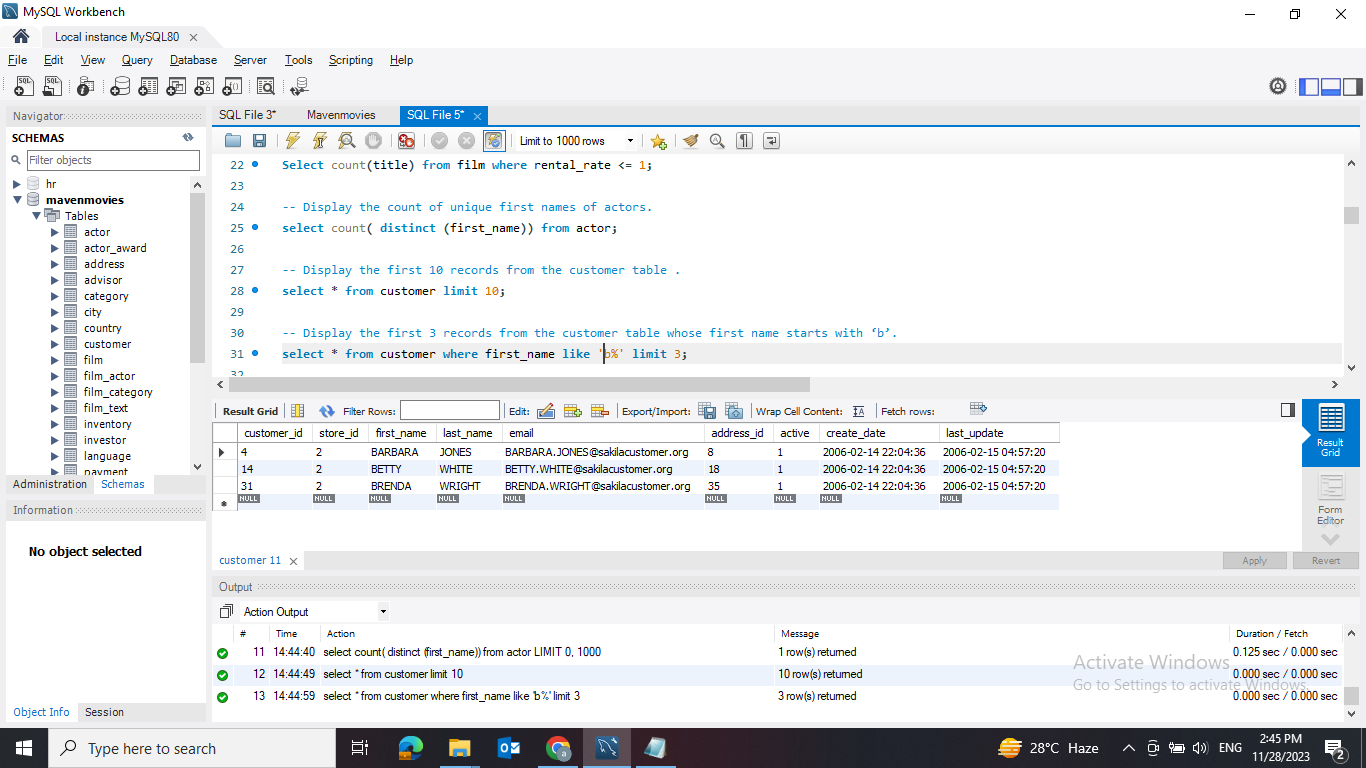 MySQL Workbench
Local instance MySQL80
File Edit View Query Database Server Tools Scripting Help
Navigator
SCHEMAS
Filter objects
hr
mavenmovies
Tables
actor
actor_award
address
advisor
category
city
country
customer
film
film_actor
film_category
film_text
inventory
investor
language
payment
Administration Schemas
Information
No object selected
Object Info Session
SQL File 3* Mavenmovies SQL File 5*
Limit to 1000 rows
22 Select count(title) from film where rental_rate <= 1;
23
24 -- Display the count of unique first names of actors.
25 select count( distinct (first_name)) from actor;
26
27 -- Display the first 10 records from the customer table .
28 select * from customer limit 10;
29
30 -- Display the first 3 records from the customer table whose first name starts with ‘b’.
31 select * from customer where first_name like 'b%' limit 3;
32
Result Grid Filter Rows: Edit: Export/Import: Wrap Cell Content: Fetch rows:
customer_id store_id first_name last_name email address_id active create_date last_update
4 2 BARBARA JONES BARBARA.JONES@sakilacustomer.org 8 1 2006-02-14 22:04:36 2006-02-15 04:57:20
14 2 BETTY WHITE BETTY.WHITE@sakilacustomer.org 18 1 2006-02-14 22:04:36 2006-02-15 04:57:20
31 2 BRENDA WRIGHT BRENDA.WRIGHT@sakilacustomer.org 35 1 2006-02-14 22:04:36 2006-02-15 04:57:20
NULL NULL NULL NULL NULL NULL NULL NULL NULL
Result
Grid
Form
Editor
customer 11
Apply Revert
Output
Action Output
# Time Action Message Duration / Fetch
11 14:44:40 select count( distinct (first_name)) from actor LIMIT 0, 1000 1 row(s) returned 0.125 sec / 0.000 sec
12 14:44:49 select * from customer limit 10 10 row(s) returned 0.000 sec / 0.000 sec
13 14:44:59 select * from customer where first_name like 'b%' limit 3 3 row(s) returned 0.000 sec / 0.000 sec
Activate Windows
Go to Settings to activate Windows.
Type here to search
28°C Haze
ENG
2:45 PM
11/28/2023
2